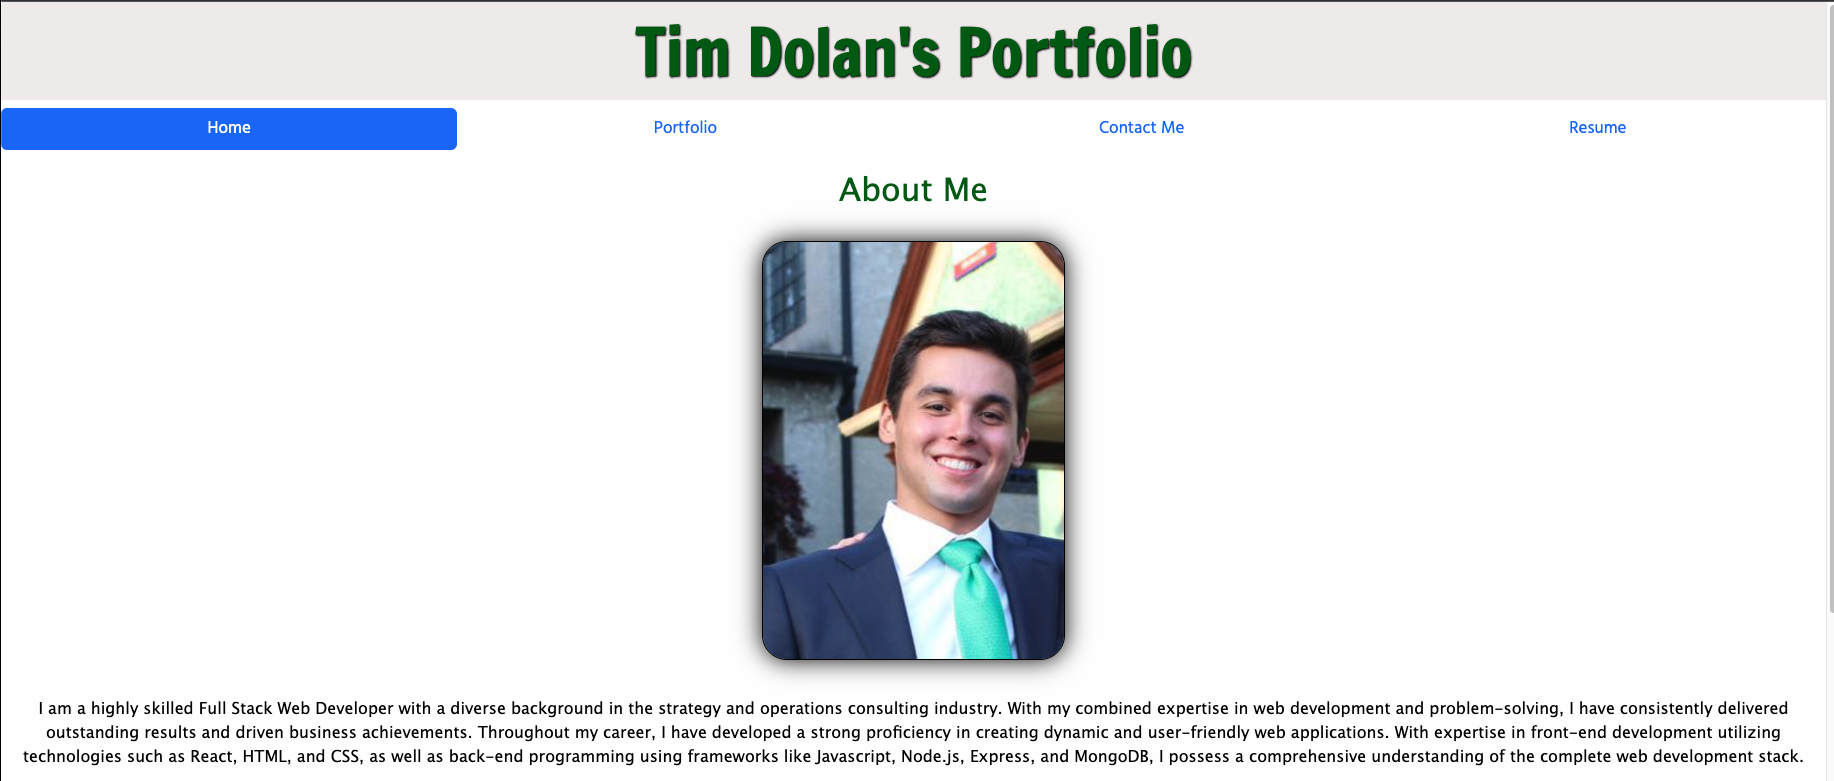 Tim Dolan's Portfolio
Home Portfolio Contact Me Resume
About Me
I am a highly skilled Full Stack Web Developer with a diverse background in the strategy and operations consulting industry. With my combined expertise in web development and problem-solving, I have consistently delivered
outstanding results and driven business achievements. Throughout my career, I have developed a strong proficiency in creating dynamic and user-friendly web applications. With expertise in front-end development utilizing
technologies such as React, HTML, and CSS, as well as back-end programming using frameworks like Javascript, Node.js, Express, and MongoDB, I possess a comprehensive understanding of the complete web development stack.